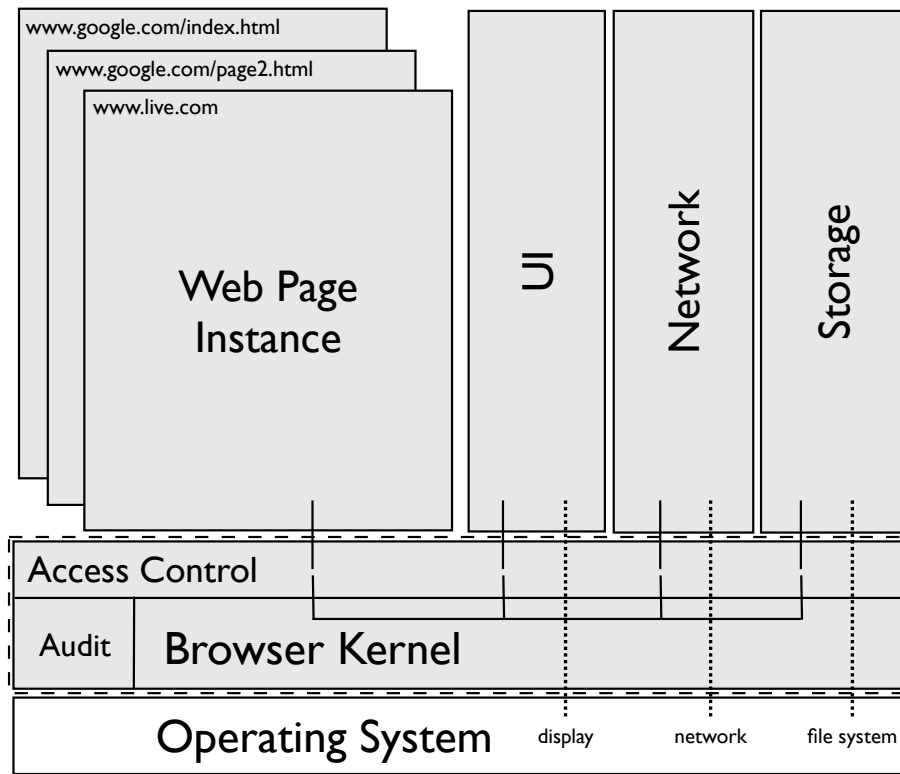 www.google.com/index.html
www.google.com/page2.html
www.live.com
Web Page
Instance
UI
Network
Storage
Access Control
Audit
Browser Kernel
Operating System
display
network
file system